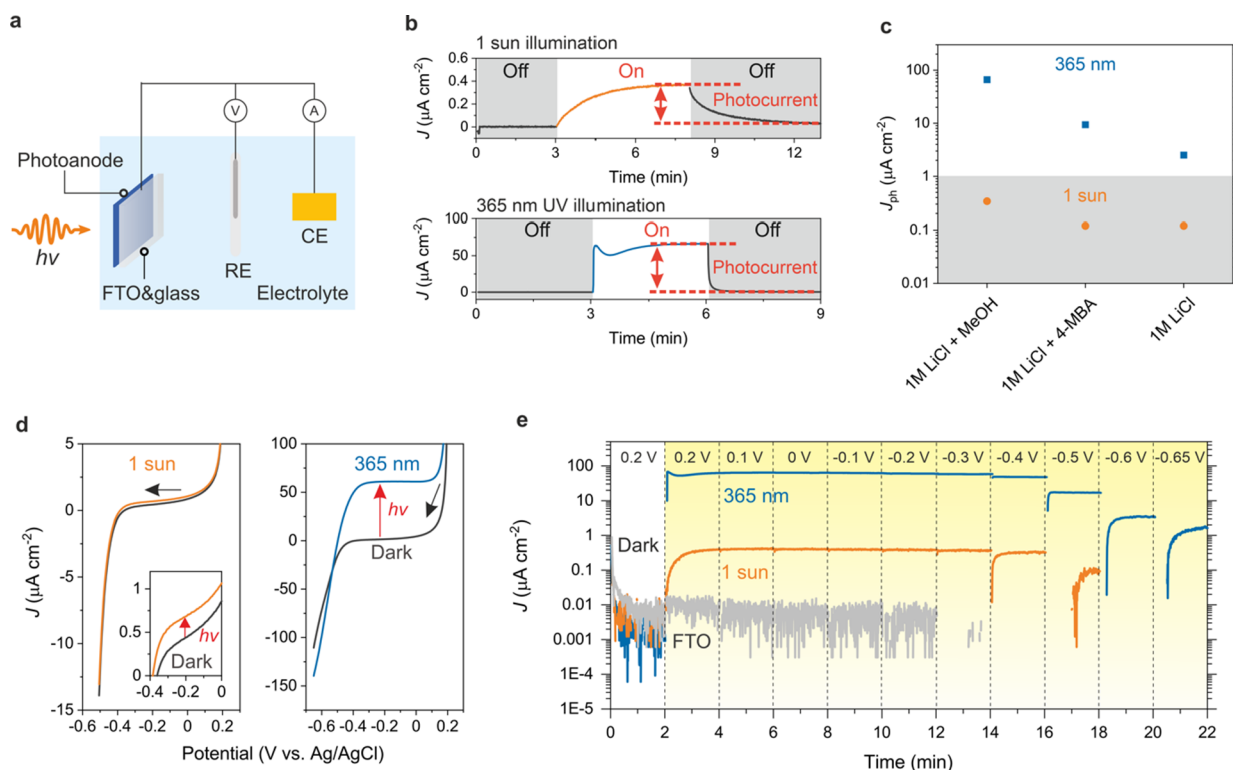 a
V
A
Photoanode
hv
FTO&glass
RE
CE
Electrolyte
b
1 sun illumination
J (μA cm-2)
0.6
0.4
0.2
0
Off
On
Off
Photocurrent
0
3
6
9
12
Time (min)
365 nm UV illumination
J (μA cm-2)
100
75
50
25
0
Off
On
Off
Photocurrent
0
3
6
9
Time (min)
c
Jph (μA cm-2)
100
10
1
0.1
0.01
365 nm
1 sun
1M LiCl + MeOH
1M LiCl + 4-MBA
1M LiCl
d
J (μA cm-2)
5
0
-5
-10
-15
1 sun
1
0.5
0
hv
Dark
-0.4
-0.2
0
-0.6
-0.4
-0.2
0
0.2
100
50
0
-50
-100
-150
365 nm
hv
Dark
-0.6
-0.4
-0.2
0
0.2
Potential (V vs. Ag/AgCl)
e
J (μA cm-2)
100
10
1
0.1
0.01
0.001
1E-4
1E-5
0.2 V
0.2 V
0.1 V
0 V
-0.1 V
-0.2 V
-0.3 V
-0.4 V
-0.5 V
-0.6 V
-0.65 V
365 nm
Dark
1 sun
FTO
0
2
4
6
8
10
12
14
16
18
20
22
Time (min)